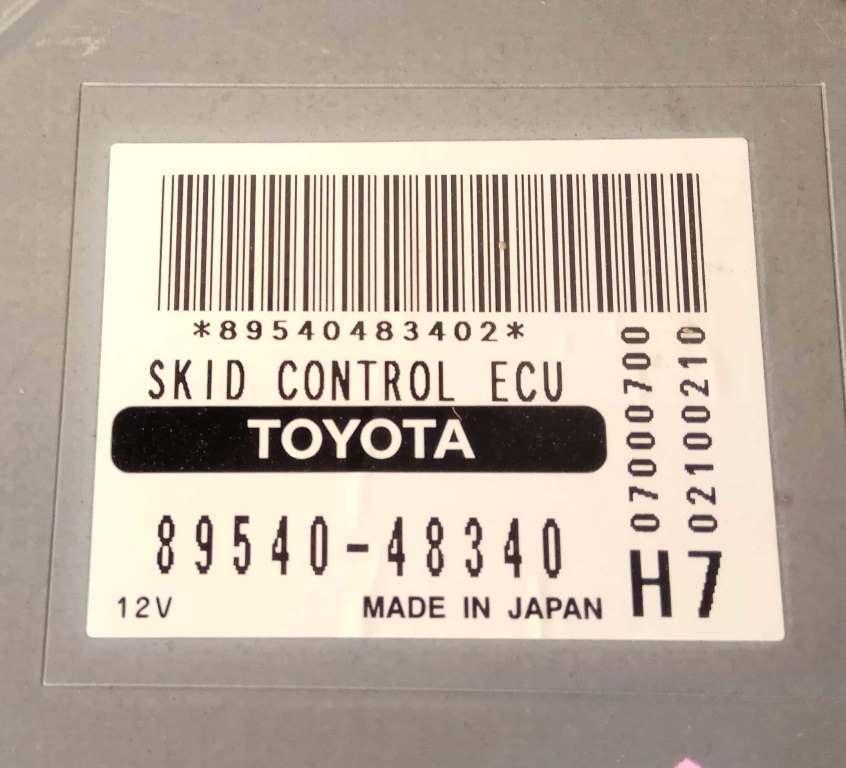 *89540483402*
SKID CONTROL ECU
TOYOTA
89540-48340
12V MADE IN JAPAN
07000700
02100210
H7